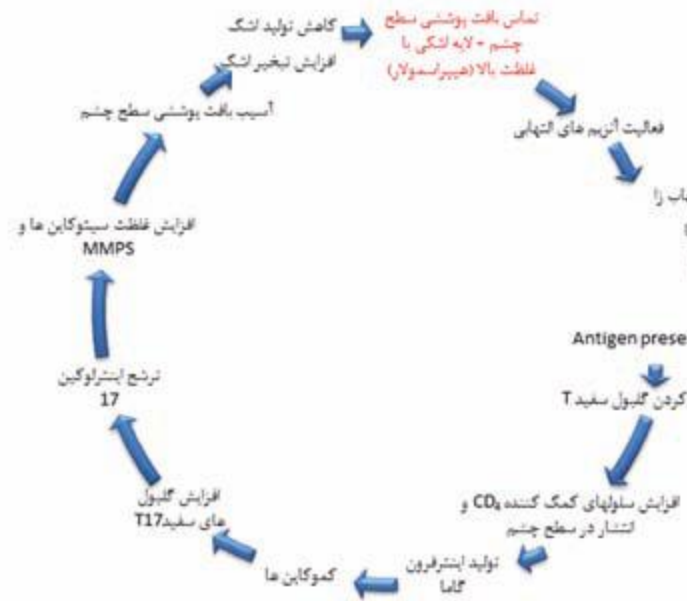 تماس بافت پوششی سطح
چشم + لایه اشکی با
غلظت بالا (هیپراسمولار)
فعالیت آنزیم های التهابی
زا
Antigen prese
کردن گلبول سفید T
افزایش سلولهای کمک کننده CD₄ و
انتشار در سطح چشم
تولید اینترفرون
گاما
کموکاین ها
افزایش گلبول
های سفیدT17
ترشح اینترلوکین
17
افزایش غلظت سیتوکاین ها و
MMPS
آسیب بافت پوششی سطح چشم
کاهش تولید اشک
افزایش تبخیر اشک